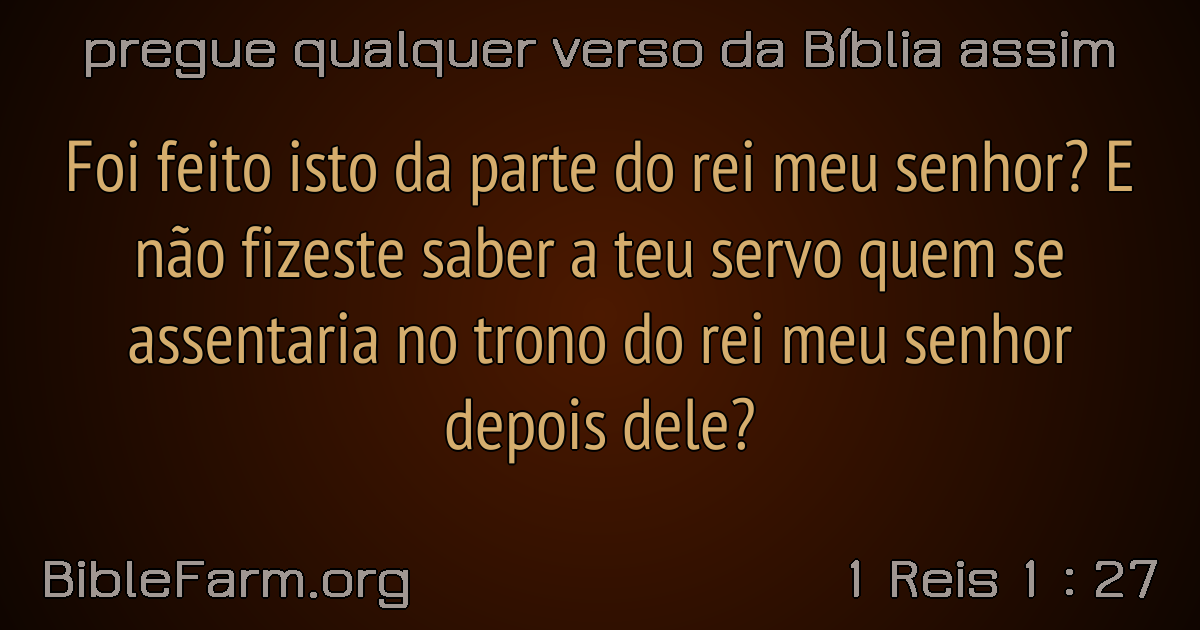 pregue qualquer verso da Bíblia assim
Foi feito isto da parte do rei meu senhor? E
não fizeste saber a teu servo quem se
assentaria no trono do rei meu senhor
depois dele?
BibleFarm.org
1 Reis 1 : 27